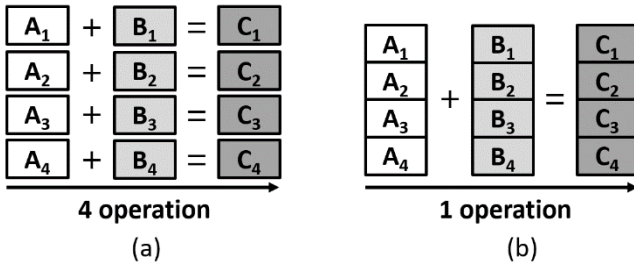 A₁ + B₁ = C₁
A₂ + B₂ = C₂
A₃ + B₃ = C₃
A₄ + B₄ = C₄
4 operation
(a)
A₁ B₁ C₁
A₂ B₂ C₂
+ =
A₃ B₃ C₃
A₄ B₄ C₄
1 operation
(b)